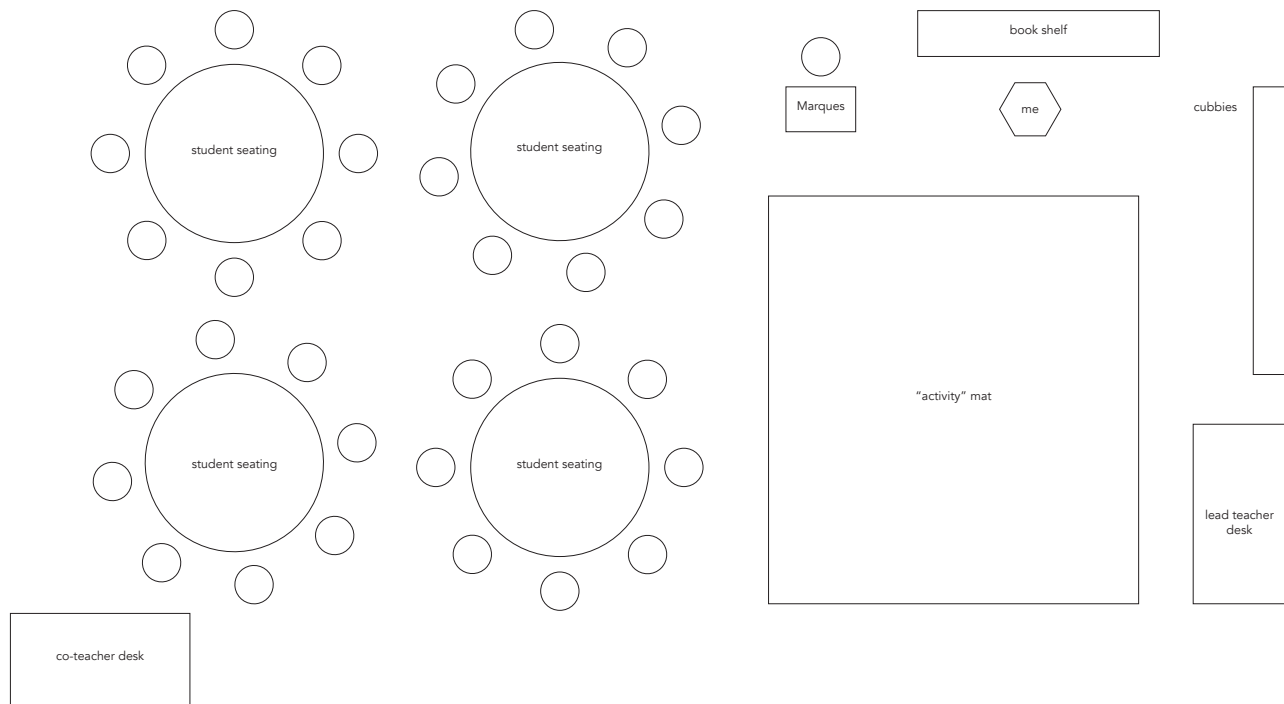 book shelf
Marques
me
cubbies
student seating
student seating
“activity” mat
student seating
student seating
lead teacher
desk
co-teacher desk